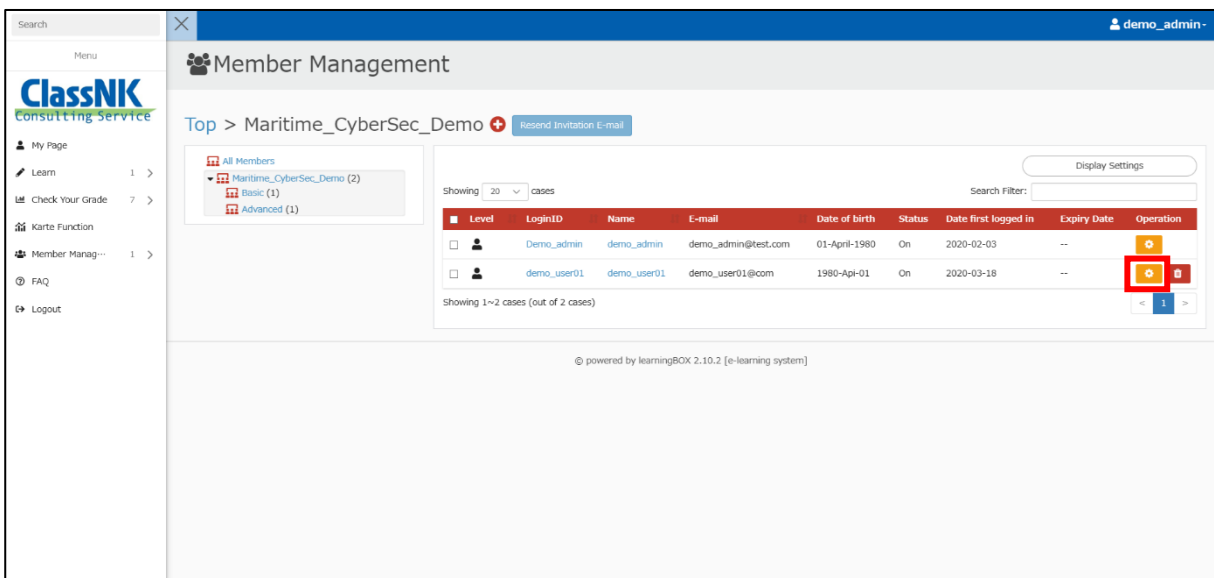 Search
demo_admin-
Menu
Member Management
ClassNK
Consulting Service
Top > Maritime_CyberSec_Demo Resend Invitation E-mail
My Page
Learn 1 >
Check Your Grade 7 >
Karte Function
Member Manag… 1 >
FAQ
Logout
All Members
Maritime_CyberSec_Demo (2)
Basic (1)
Advanced (1)
Display Settings
Showing 20 cases Search Filter:
Level LoginID Name E-mail Date of birth Status Date first logged in Expiry Date Operation
Demo_admin demo_admin demo_admin@test.com 01-April-1980 On 2020-02-03 --
demo_user01 demo_user01 demo_user01@com 1980-Api-01 On 2020-03-18 --
Showing 1~2 cases (out of 2 cases) < 1 >
© powered by learningBOX 2.10.2 [e-learning system]